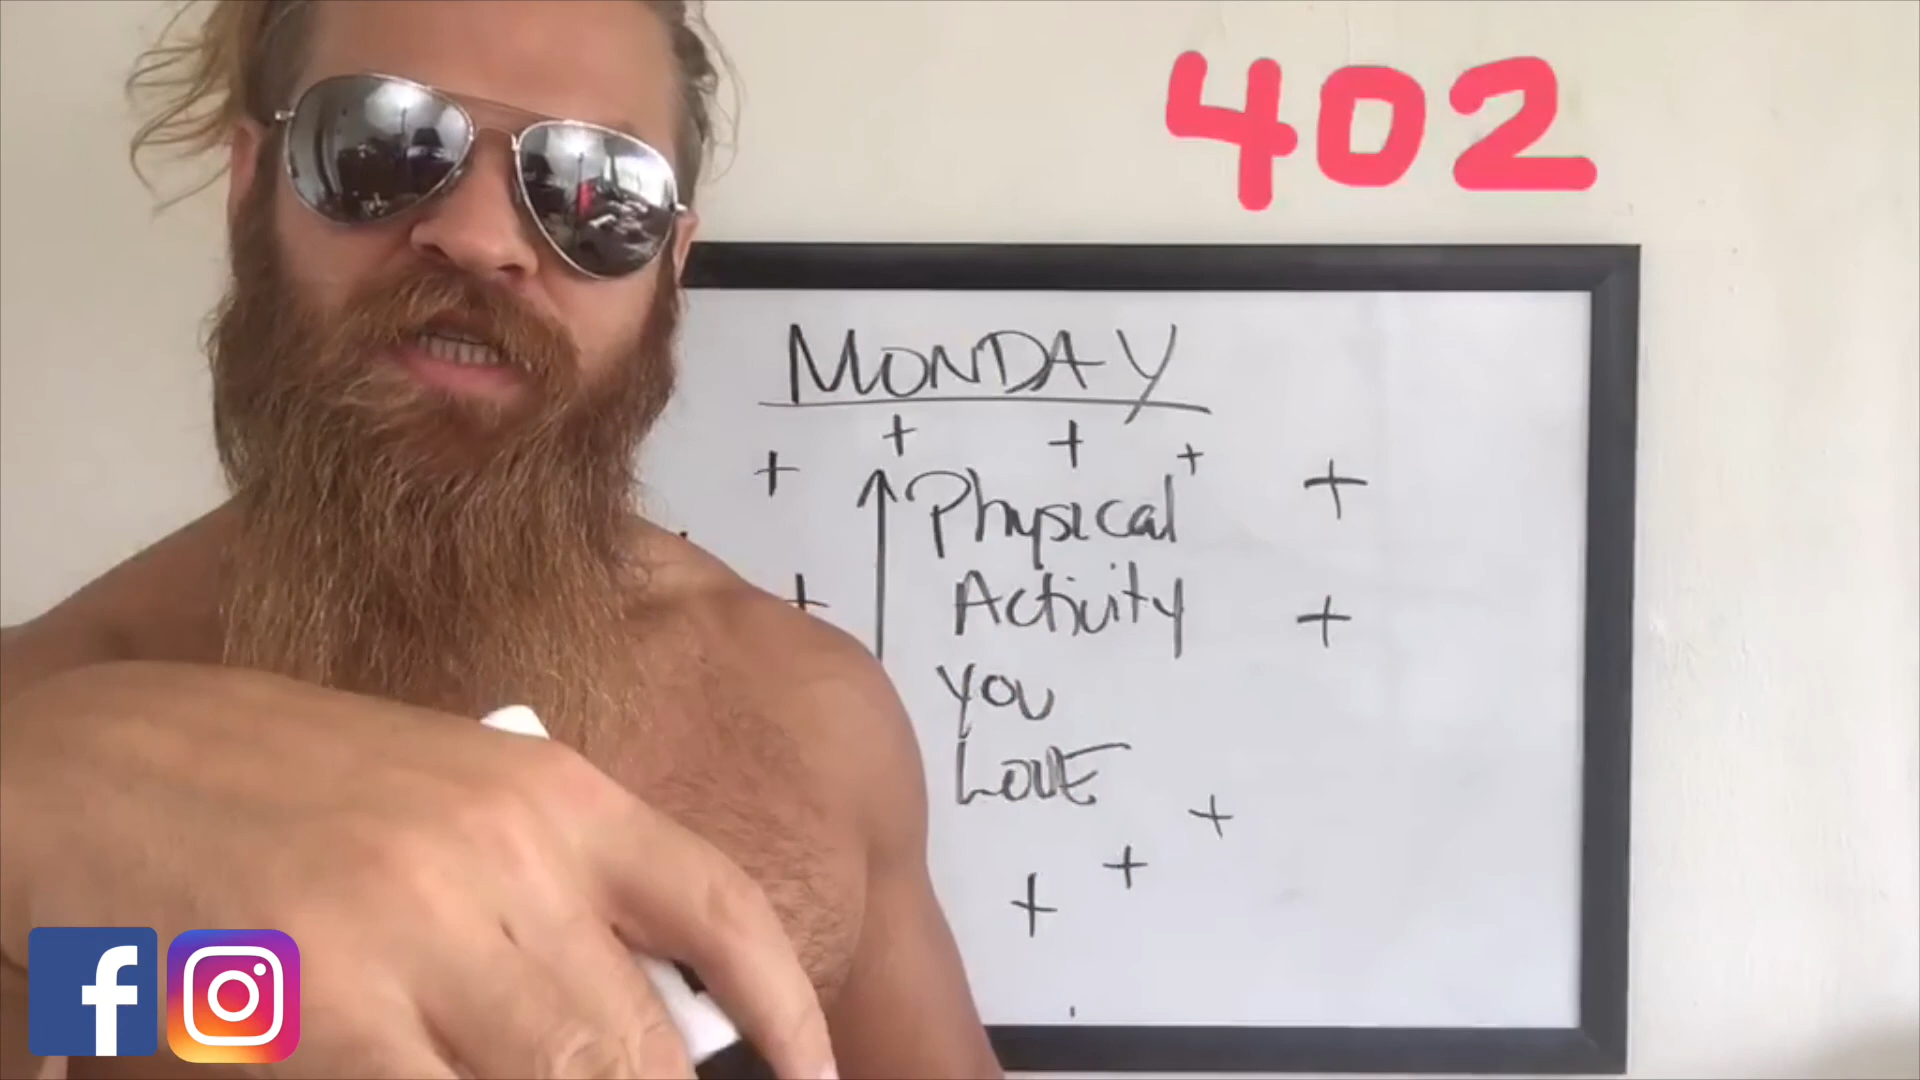 402
MONDAY
+ +
+ + +
↑ Physical
Activity
+ +
YOU
LOVE
+
+
+
f